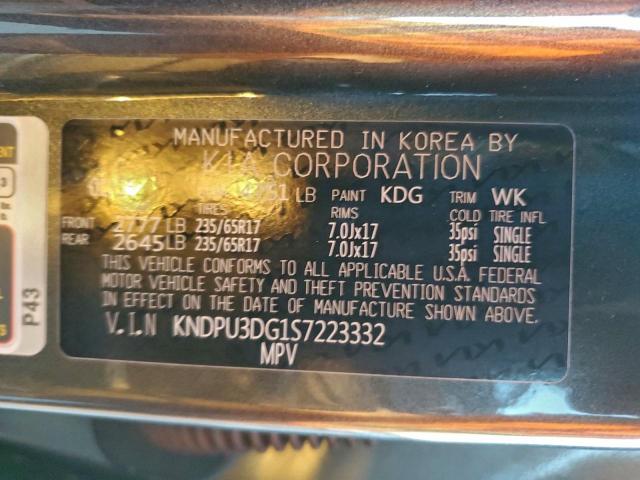 MANUFACTURED IN KOREA BY
KIA CORPORATION
LB PAINT KDG TRIM WK
TIRES RIMS COLD TIRE INFL
FRONT 2777 LB 235/65R17 7.0Jx17 35psi SINGLE
REAR 2645 LB 235/65R17 7.0Jx17 35psi SINGLE
THIS VEHICLE CONFORMS TO ALL APPLICABLE U.S.A. FEDERAL
MOTOR VEHICLE SAFETY AND THEFT PREVENTION STANDARDS
IN EFFECT ON THE DATE OF MANUFACTURE SHOWN ABOVE.
V.I.N KNDPU3DG1S7223332
MPV
P43